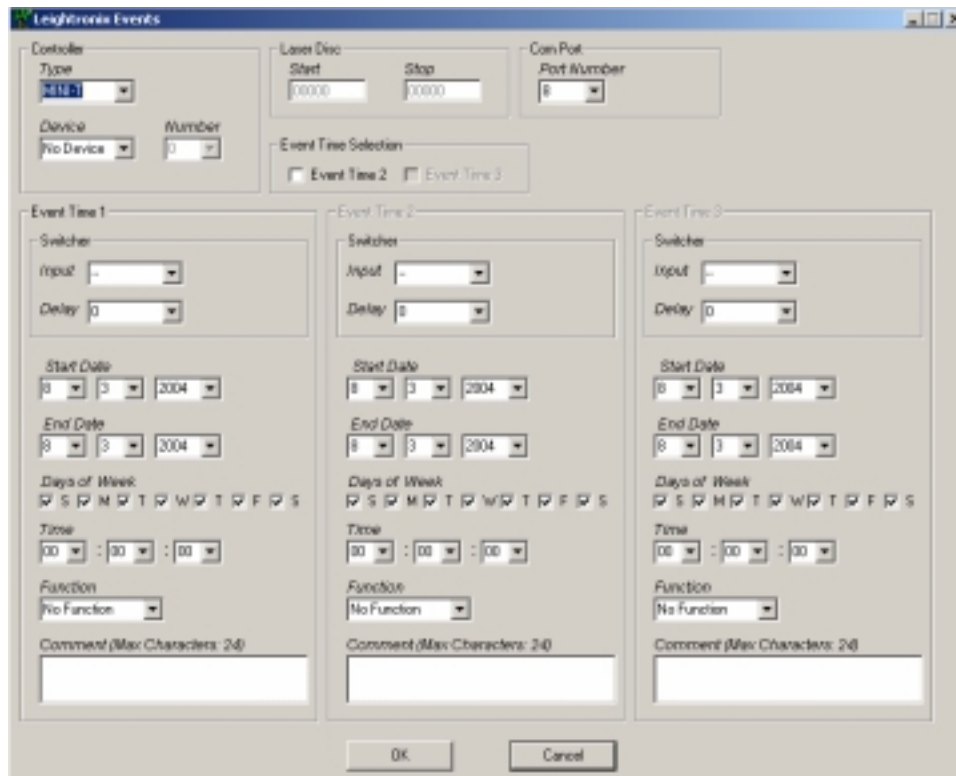 Leightronix Events
Controller
Type
MINI-T
Device Number
No Device 0
Laser Disc
Start Stop
00000 00000
Com Port
Port Number
8
Event Time Selection
Event Time 2 Event Time 3
Event Time 1
Switcher
Input --
Delay 0
Start Date
8 3 2004
End Date
8 3 2004
Days of Week
S M T W T F S
Time
00 : 00 : 00
Function
No Function
Comment (Max Characters: 24)
Event Time 2
Switcher
Input --
Delay 0
Start Date
8 3 2004
End Date
8 3 2004
Days of Week
S M T W T F S
Time
00 : 00 : 00
Function
No Function
Comment (Max Characters: 24)
Event Time 3
Switcher
Input --
Delay 0
Start Date
8 3 2004
End Date
8 3 2004
Days of Week
S M T W T F S
Time
00 : 00 : 00
Function
No Function
Comment (Max Characters: 24)
OK Cancel